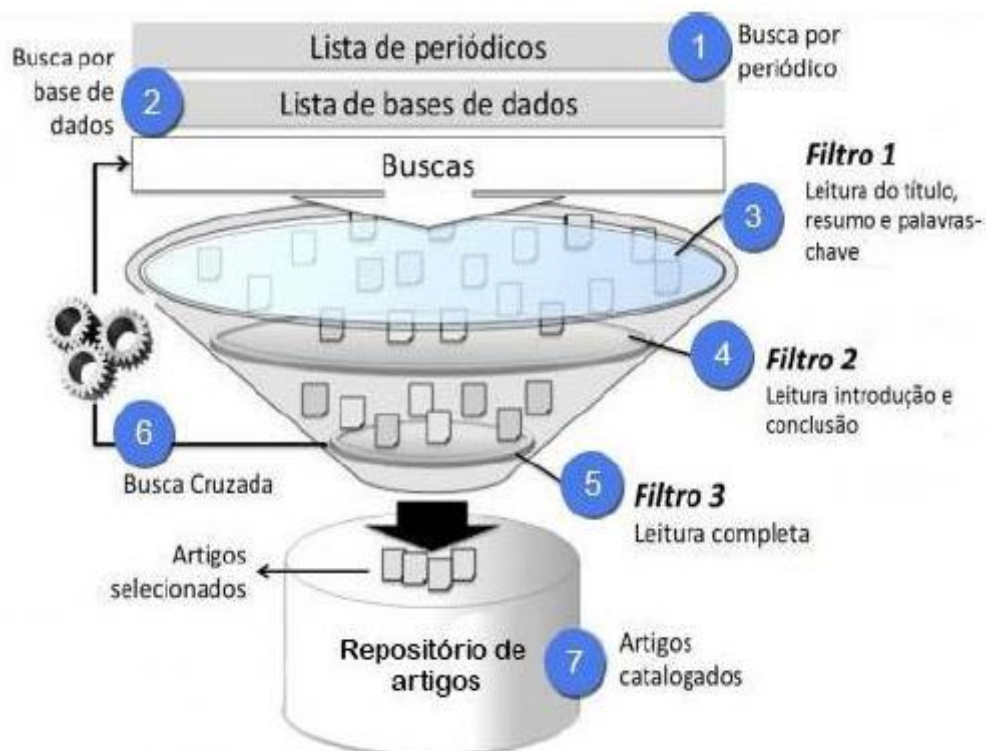 Lista de periódicos
1
Busca por
periódico
Busca por
base de
dados
2
Lista de bases de dados
Buscas
Filtro 1
Leitura do título,
resumo e palavras-
chave
3
4
Filtro 2
Leitura introdução e
conclusão
6
Busca Cruzada
5
Filtro 3
Leitura completa
Artigos
selecionados
Repositório de
artigos
7
Artigos
catalogados